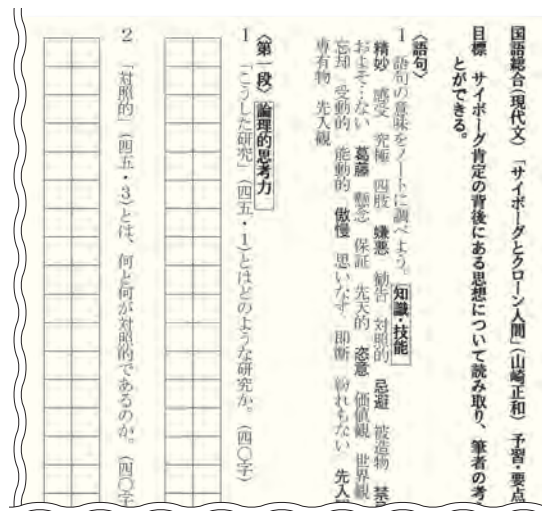 国語総合（現代文）「サイボーグとクローン人間」（山崎正和）予習・要点
目標　サイボーグ肯定の背後にある思想について読み取り、筆者の考
とができる。
〈語句〉
1　語句の意味をノートに調べよう。知識・技能
精妙　感受　究極　四肢　嫌悪　勧告　対照的　忌避　被造物　禁忌
およそ…ない　葛藤　懸念　保証　先天的　恣意　価値観　世界観
忘却　受動的　能動的　傲慢　思いなす　即断　紛れもない　先入
専有物　先入観
〈第一段〉論理的思考力
1　「こうした研究」（四五・1）とはどのような研究か。（四〇字）
2　「対照的」（四五・3）とは、何と何が対照的であるのか。（四〇字